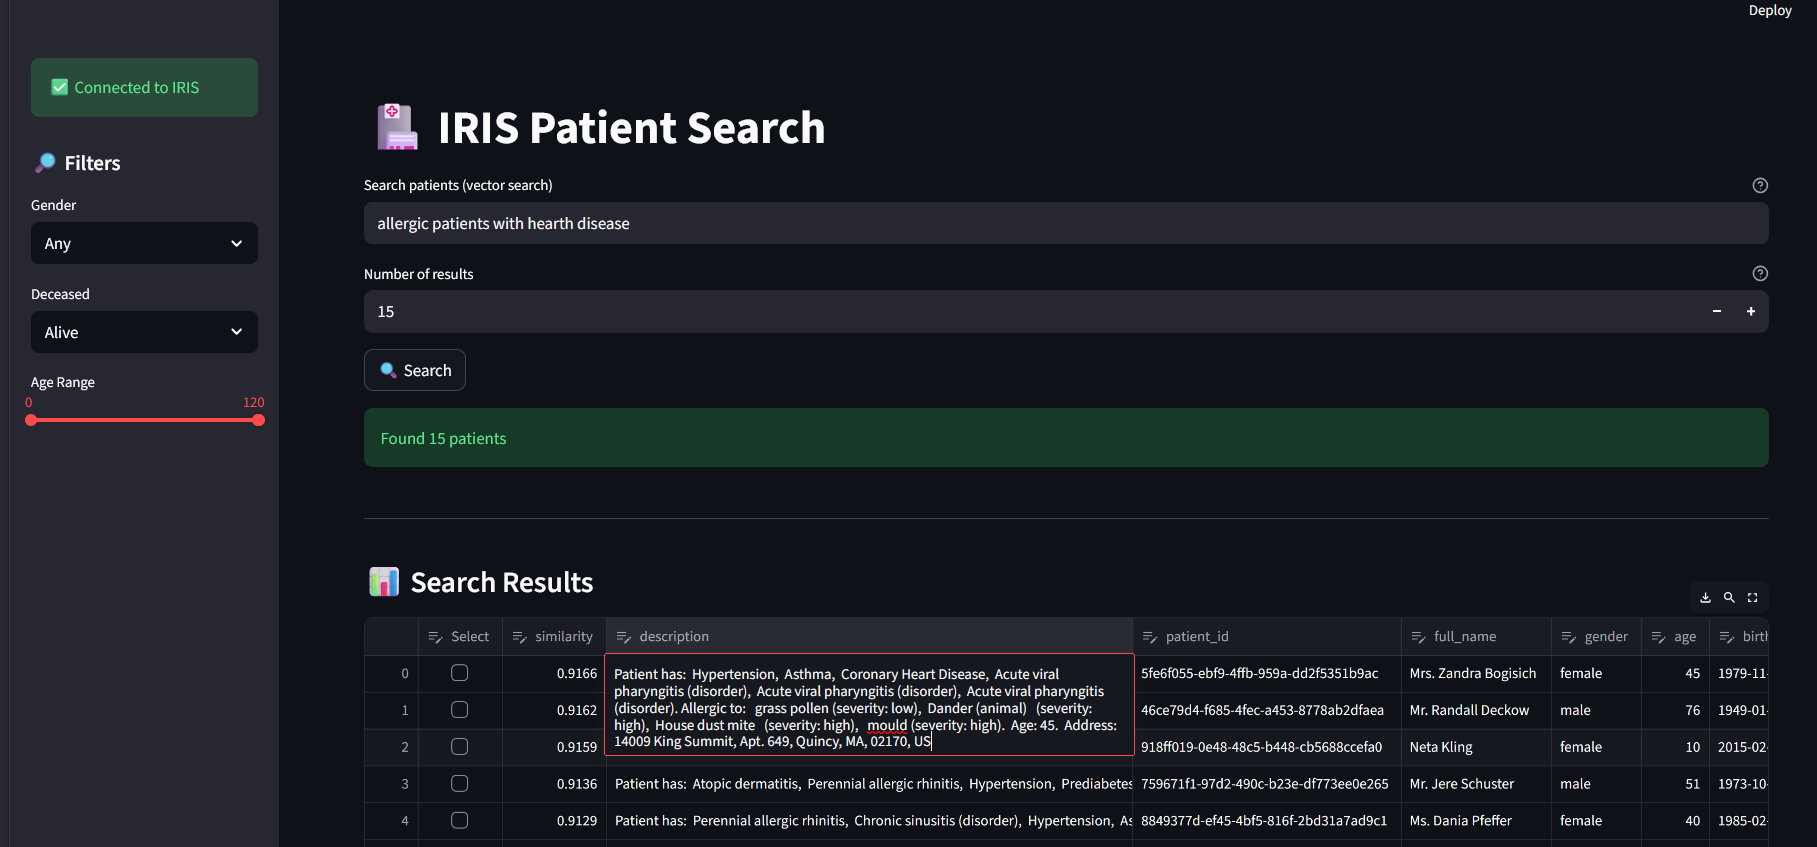 Deploy
Connected to IRIS
Filters
Gender
Any
Deceased
Alive
Age Range
0 120
IRIS Patient Search
Search patients (vector search)
allergic patients with hearth disease
Number of results
15
Search
Found 15 patients
Search Results
Select similarity description patient_id full_name gender age birth
0 0.9166 Patient has: Hypertension, Asthma, Coronary Heart Disease, Acute viral
pharyngitis (disorder), Acute viral pharyngitis (disorder), Acute viral pharyngitis
(disorder). Allergic to: grass pollen (severity: low), Dander (animal) (severity:
high), House dust mite (severity: high), mould (severity: high). Age: 45. Address:
14009 King Summit, Apt. 649, Quincy, MA, 02170, US
5fe6f055-ebf9-4ffb-959a-dd2f5351b9ac Mrs. Zandra Bogisich female 45 1979-11-
1 0.9162 46ce79d4-f685-4fec-a453-8778ab2dfaea Mr. Randall Deckow male 76 1949-01-
2 0.9159 918ff019-0e48-48c5-b448-cb5688ccefa0 Neta Kling female 10 2015-02-
3 0.9136 Patient has: Atopic dermatitis, Perennial allergic rhinitis, Hypertension, Prediabetes 759671f1-97d2-490c-b23e-df773ee0e265 Mr. Jere Schuster male 51 1973-10-
4 0.9129 Patient has: Perennial allergic rhinitis, Chronic sinusitis (disorder), Hypertension, As 8849377d-ef45-4bf5-816f-2bd31a7ad9c1 Ms. Dania Pfeffer female 40 1985-02-